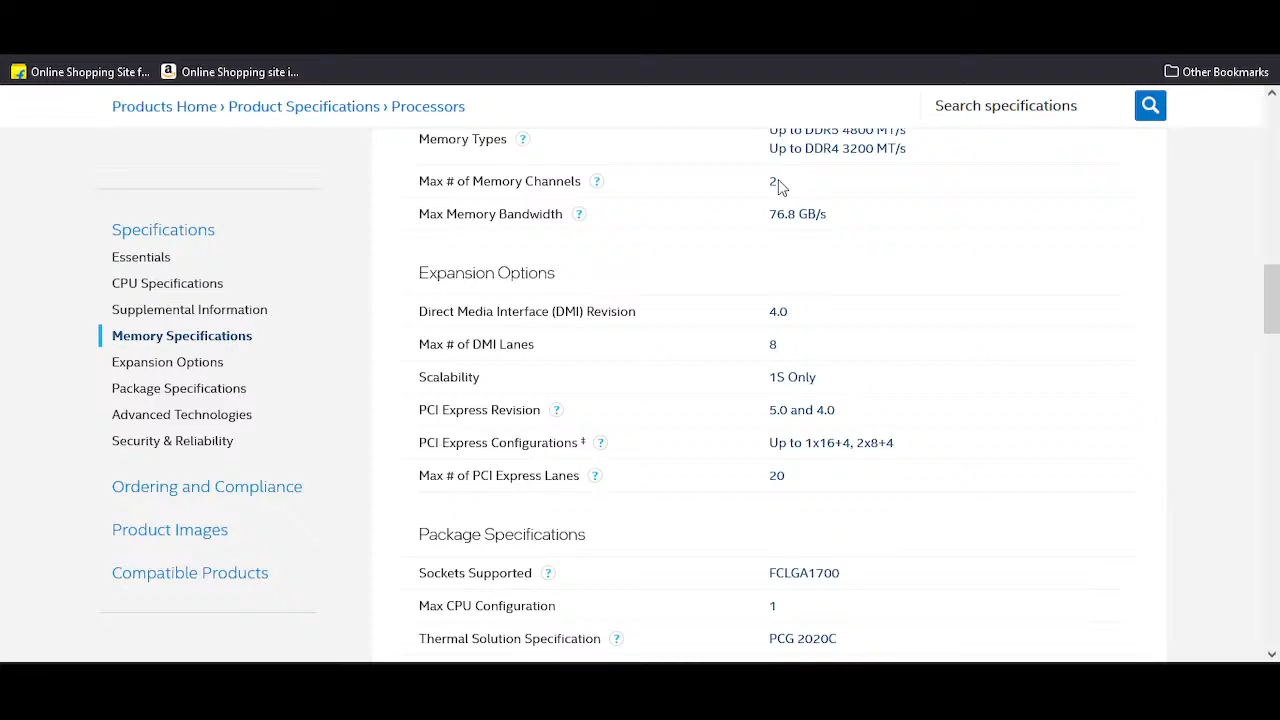 Online Shopping Site f...
Online Shopping site i...
Other Bookmarks
Products Home › Product Specifications › Processors
Search specifications
Specifications
Essentials
CPU Specifications
Supplemental Information
Memory Specifications
Expansion Options
Package Specifications
Advanced Technologies
Security & Reliability
Ordering and Compliance
Product Images
Compatible Products
Memory Types ? Up to DDR5 4800 MT/s
Up to DDR4 3200 MT/s
Max # of Memory Channels ? 2
Max Memory Bandwidth ? 76.8 GB/s
Expansion Options
Direct Media Interface (DMI) Revision 4.0
Max # of DMI Lanes 8
Scalability 1S Only
PCI Express Revision ? 5.0 and 4.0
PCI Express Configurations ‡ ? Up to 1x16+4, 2x8+4
Max # of PCI Express Lanes ? 20
Package Specifications
Sockets Supported ? FCLGA1700
Max CPU Configuration 1
Thermal Solution Specification ? PCG 2020C